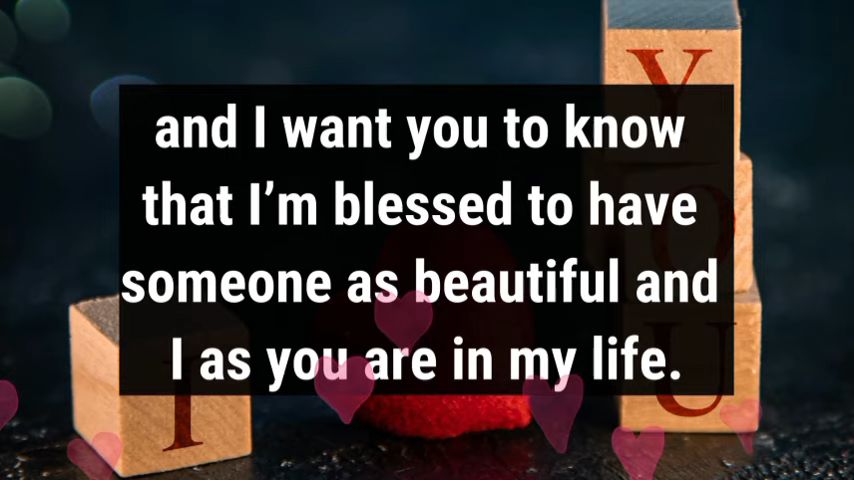 and I want you to know
that I’m blessed to have
someone as beautiful and
I as you are in my life.
I
Y
O
U